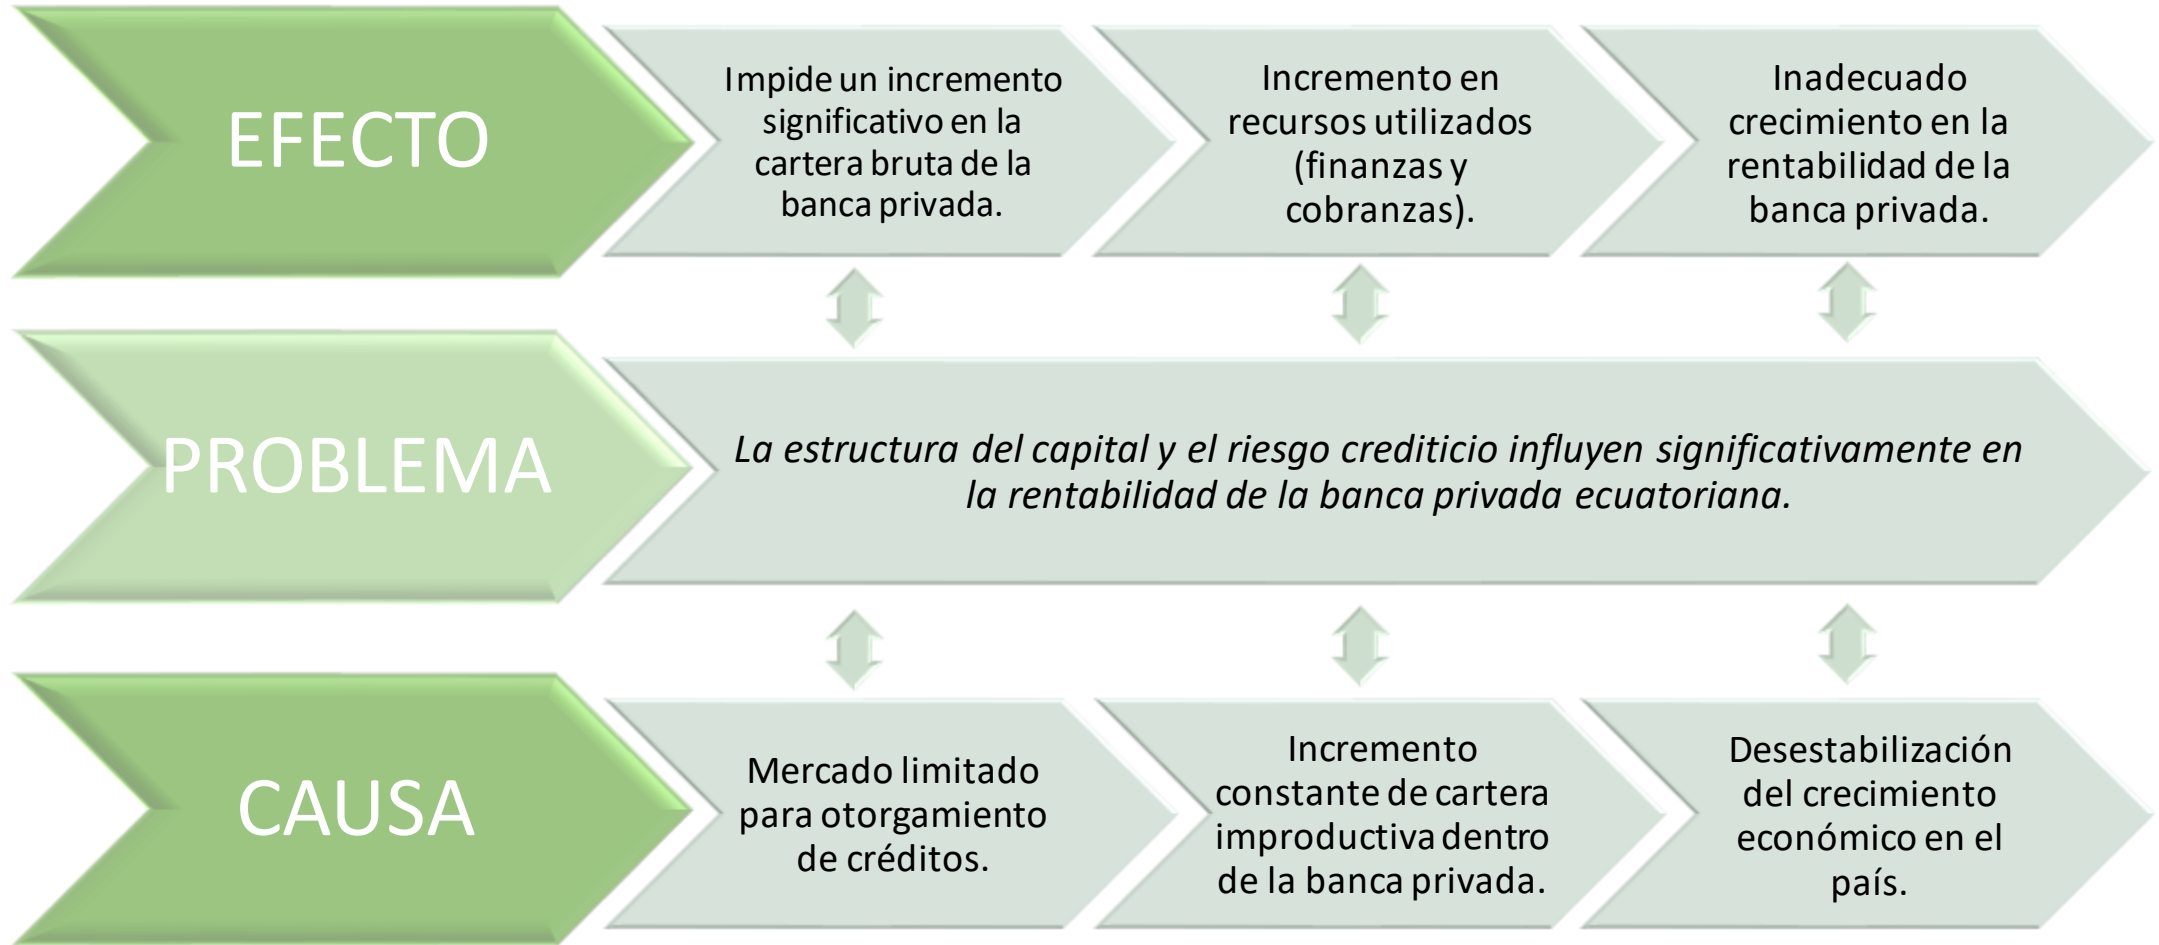 EFECTO
Impide un incremento
significativo en la
cartera bruta de la
banca privada.
Incremento en
recursos utilizados
(finanzas y
cobranzas).
Inadecuado
crecimiento en la
rentabilidad de la
banca privada.
PROBLEMA
La estructura del capital y el riesgo crediticio influyen significativamente en
la rentabilidad de la banca privada ecuatoriana.
CAUSA
Mercado limitado
para otorgamiento
de créditos.
Incremento
constante de cartera
improductiva dentro
de la banca privada.
Desestabilización
del crecimiento
económico en el
país.